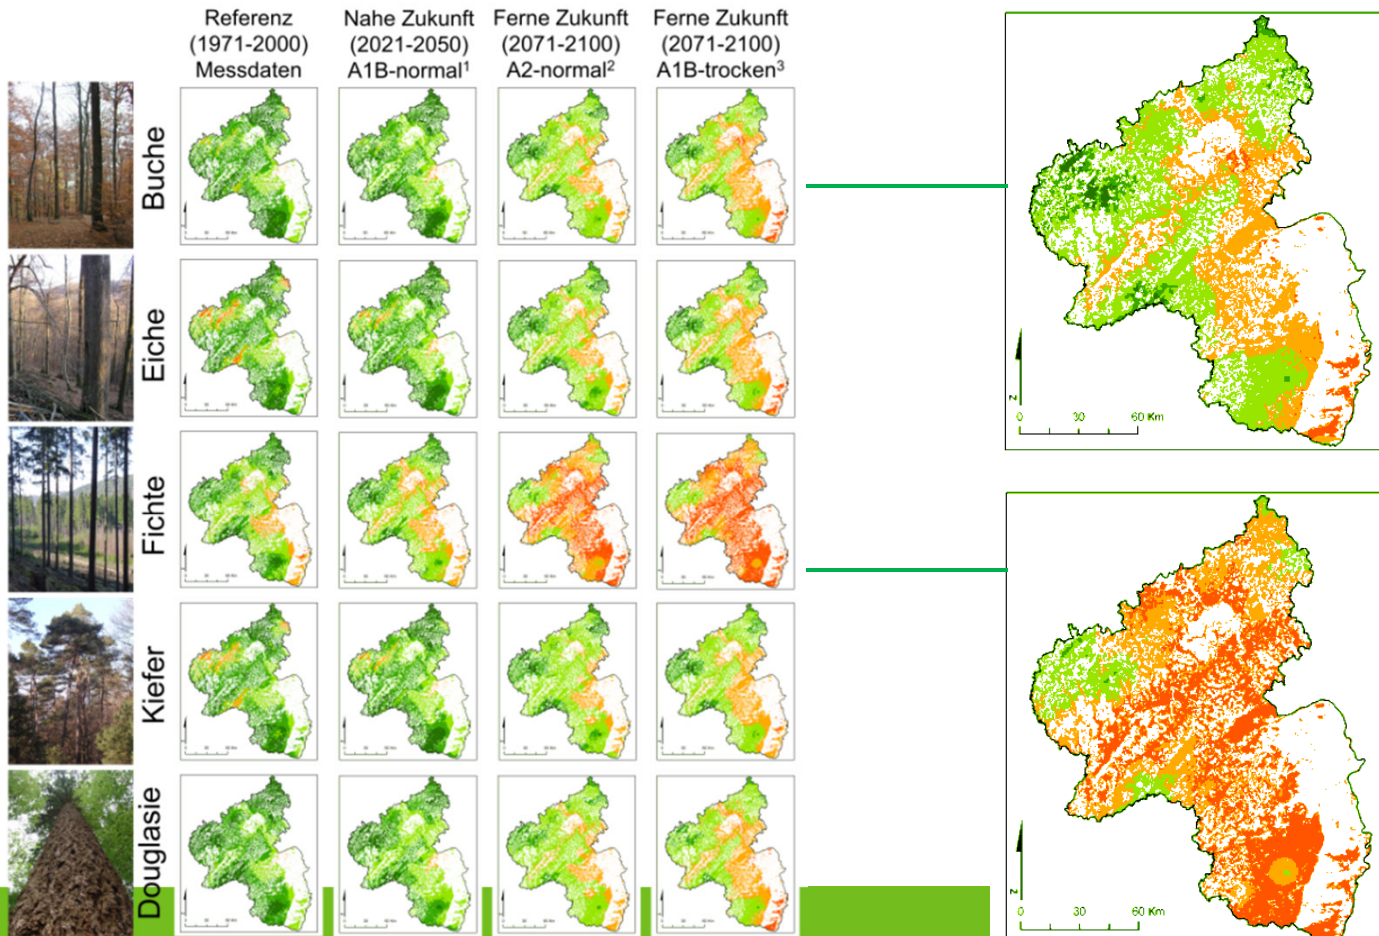 Referenz
(1971-2000)
Messdaten
Nahe Zukunft
(2021-2050)
A1B-normal¹
Ferne Zukunft
(2071-2100)
A2-normal²
Ferne Zukunft
(2071-2100)
A1B-trocken³
Buche
Eiche
Fichte
Kiefer
Douglasie
N
0 30 60 Km
N
0 30 60 Km